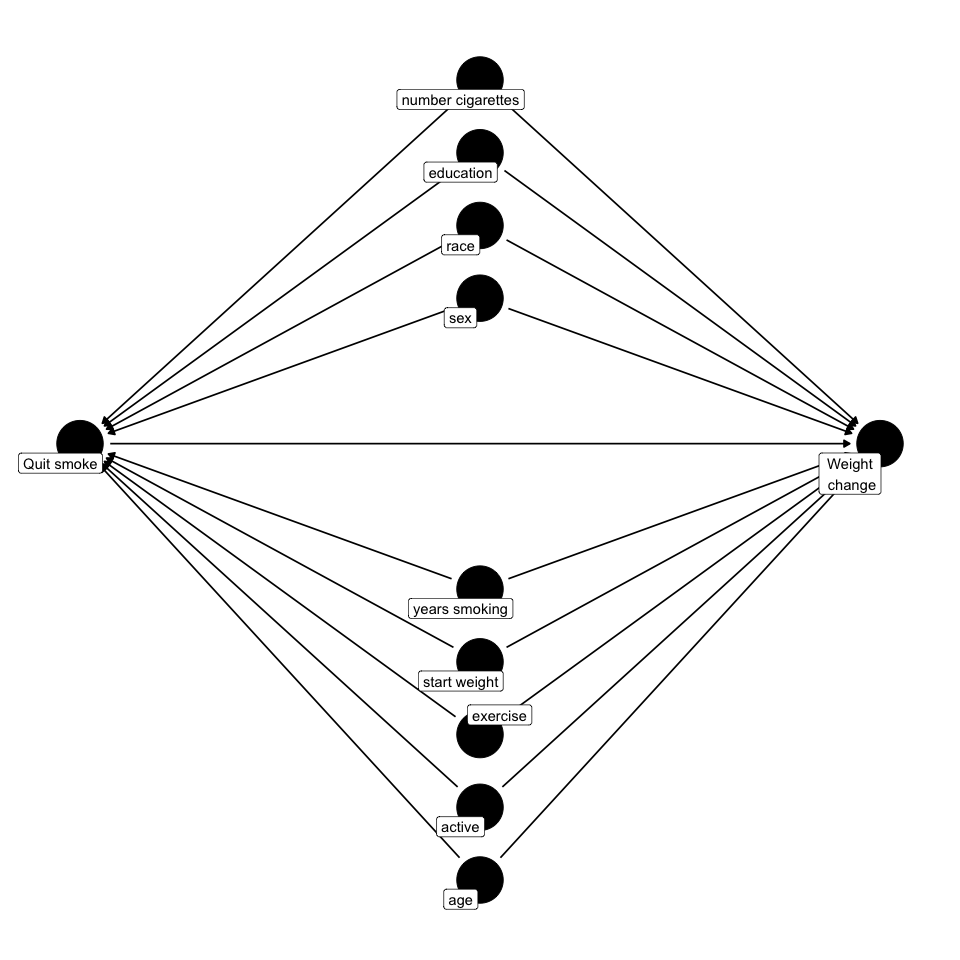 number cigarettes
education
race
sex
Quit smoke
Weight
change
years smoking
start weight
exercise
active
age